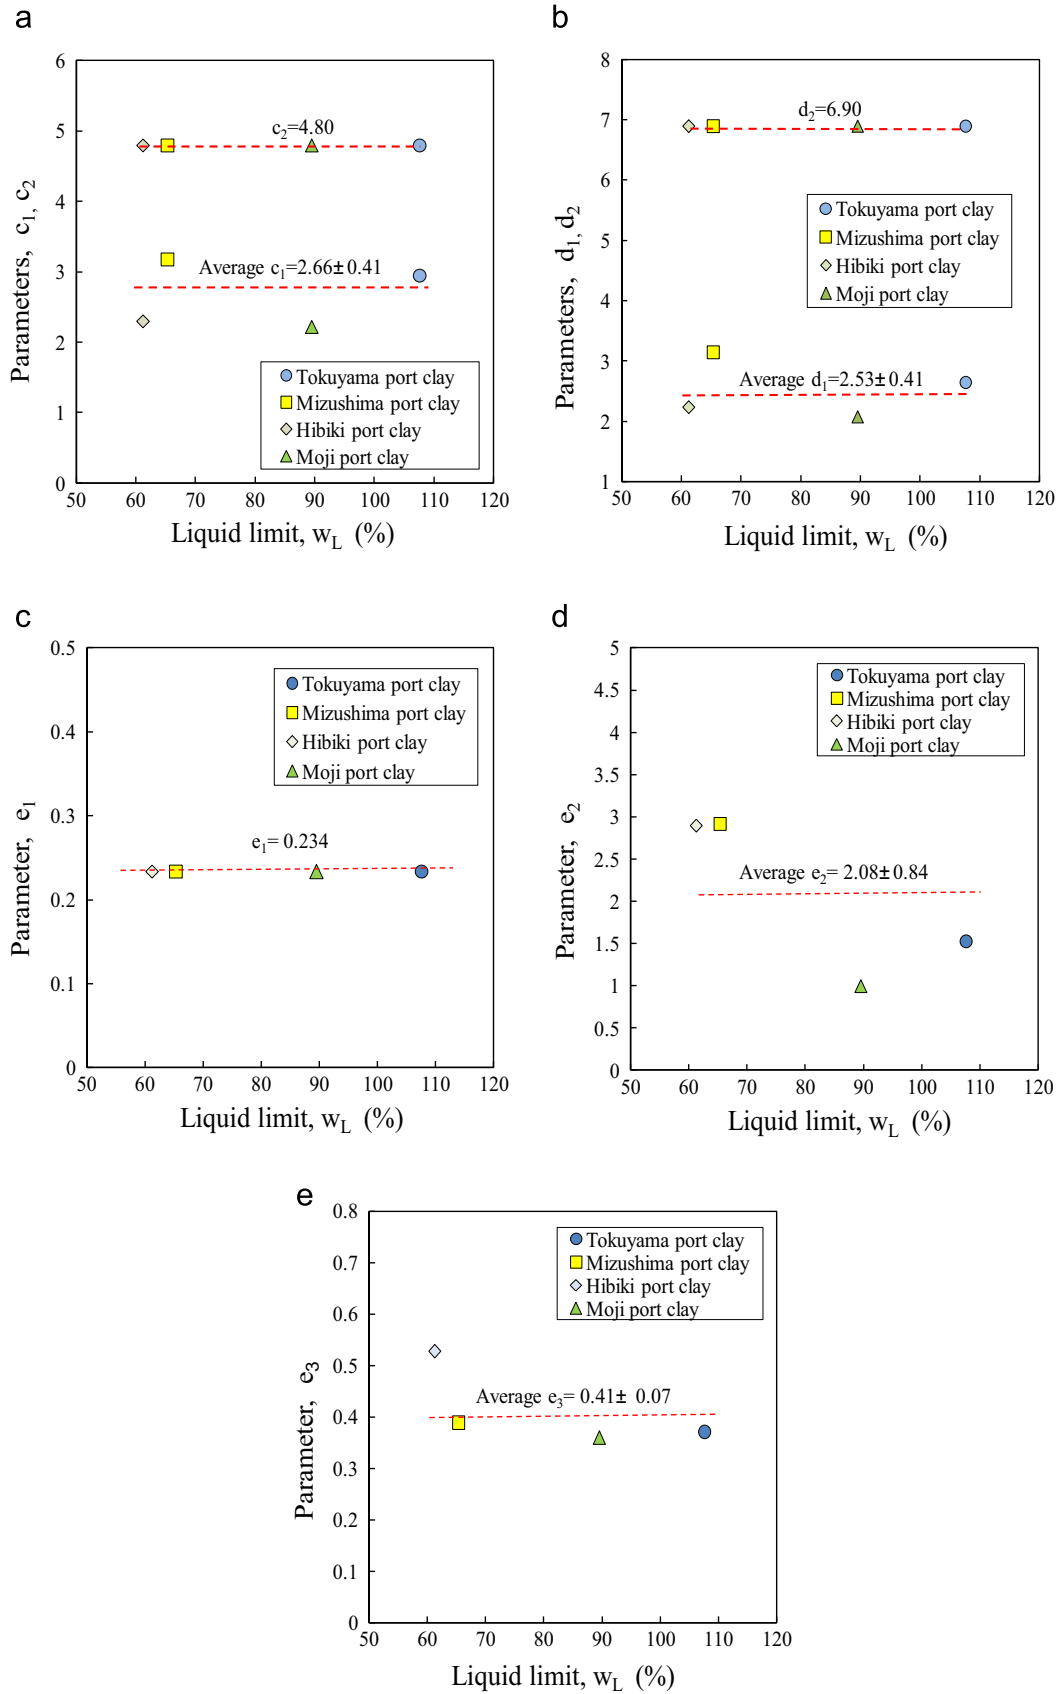 a
6
5
4
3
2
1
0
50 60 70 80 90 100 110 120
Parameters, c1, c2
Liquid limit, wL (%)
c2=4.80
Average c1=2.66±0.41
Tokuyama port clay
Mizushima port clay
Hibiki port clay
Moji port clay
b
8
7
6
5
4
3
2
1
50 60 70 80 90 100 110 120
Parameters, d1, d2
Liquid limit, wL (%)
d2=6.90
Tokuyama port clay
Mizushima port clay
Hibiki port clay
Moji port clay
Average d1=2.53±0.41
c
0.5
0.4
0.3
0.2
0.1
0
50 60 70 80 90 100 110 120
Parameter, e1
Liquid limit, wL (%)
Tokuyama port clay
Mizushima port clay
Hibiki port clay
Moji port clay
e1= 0.234
d
5
4.5
4
3.5
3
2.5
2
1.5
1
0.5
0
50 60 70 80 90 100 110 120
Parameter, e2
Liquid limit, wL (%)
Tokuyama port clay
Mizushima port clay
Hibiki port clay
Moji port clay
Average e2= 2.08±0.84
e
0.8
0.7
0.6
0.5
0.4
0.3
0.2
0.1
0
50 60 70 80 90 100 110 120
Parameter, e3
Liquid limit, wL (%)
Tokuyama port clay
Mizushima port clay
Hibiki port clay
Moji port clay
Average e3= 0.41± 0.07